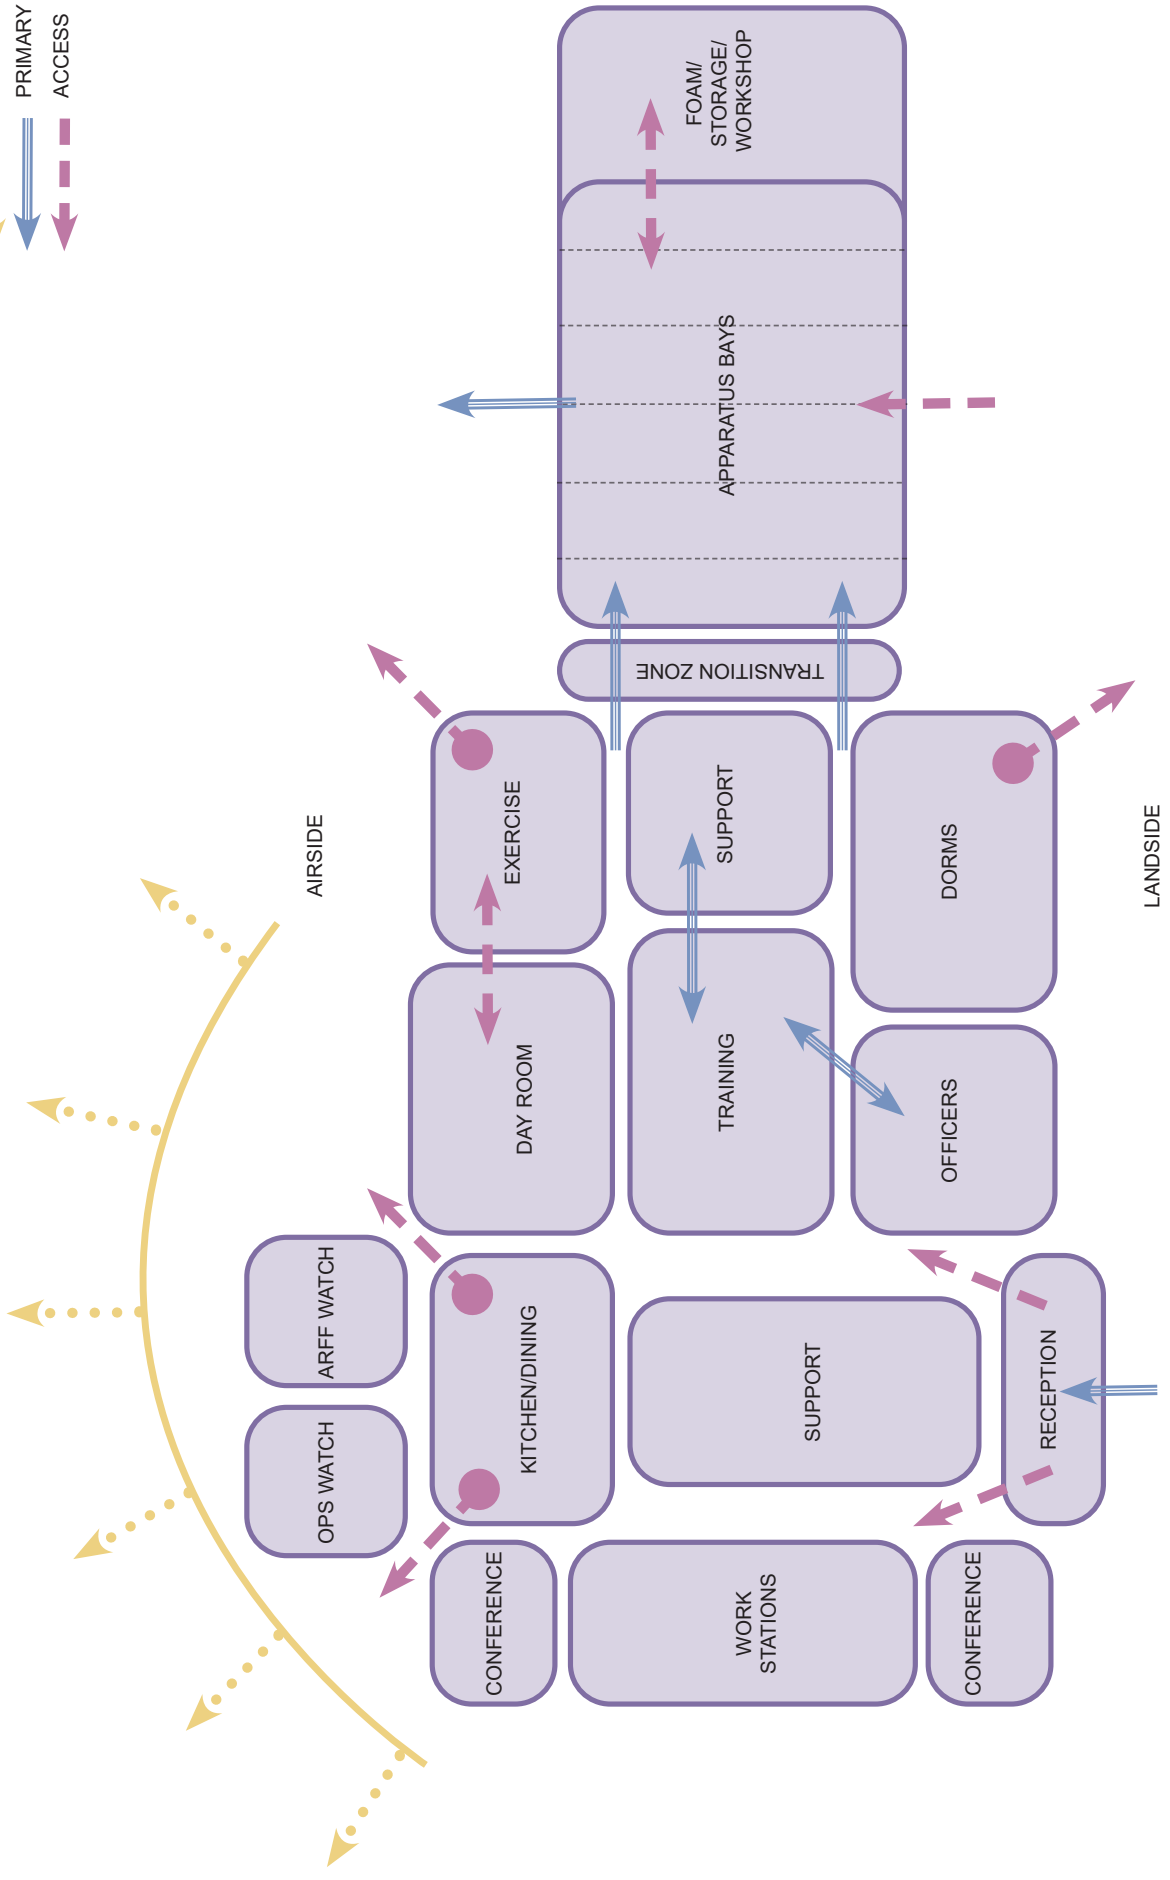 PRIMARY
ACCESS
AIRSIDE
OPS WATCH
ARFF WATCH
CONFERENCE
KITCHEN/DINING
DAY ROOM
EXERCISE
WORK
STATIONS
SUPPORT
TRAINING
SUPPORT
TRANSITION ZONE
APPARATUS BAYS
FOAM/
STORAGE/
WORKSHOP
CONFERENCE
RECEPTION
OFFICERS
DORMS
LANDSIDE